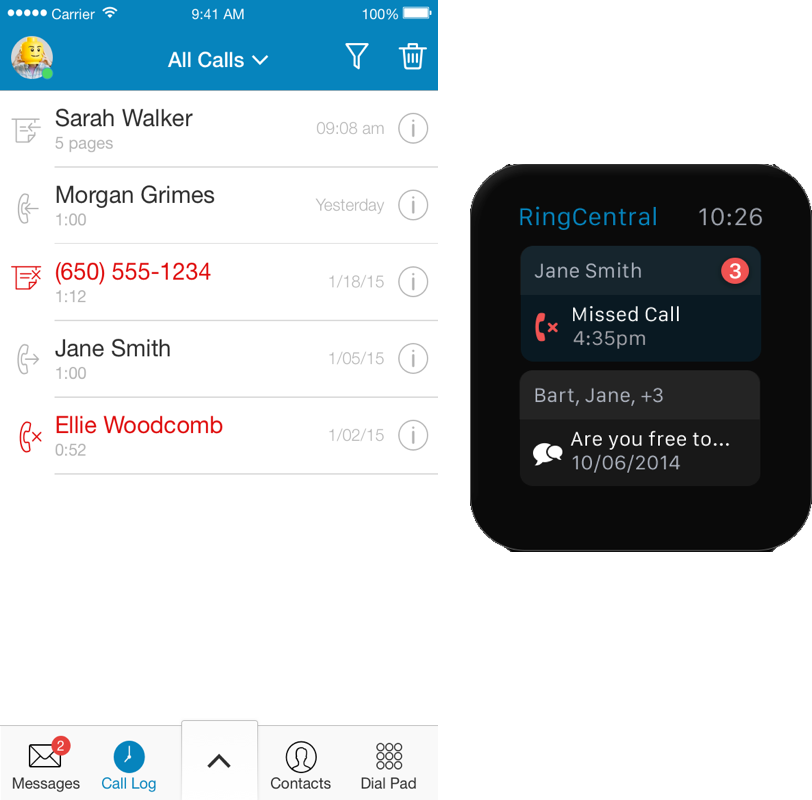 Carrier 9:41 AM 100%
All Calls
Sarah Walker
5 pages
09:08 am
Morgan Grimes
1:00
Yesterday
(650) 555-1234
1:12
1/18/15
Jane Smith
1:00
1/05/15
Ellie Woodcomb
0:52
1/02/15
2
Messages
Call Log
Contacts
Dial Pad
RingCentral 10:26
Jane Smith 3
Missed Call
4:35pm
Bart, Jane, +3
Are you free to...
10/06/2014